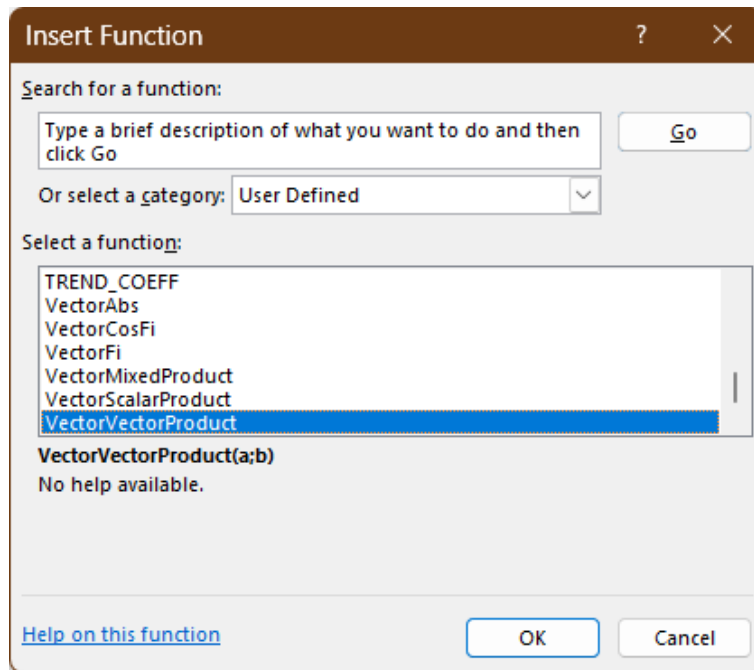 Insert Function
?
Search for a function:
Type a brief description of what you want to do and then
click Go
Go
Or select a category: User Defined
Select a function:
TREND_COEFF
VectorAbs
VectorCosFi
VectorFi
VectorMixedProduct
VectorScalarProduct
VectorVectorProduct
VectorVectorProduct(a;b)
No help available.
Help on this function
OK
Cancel